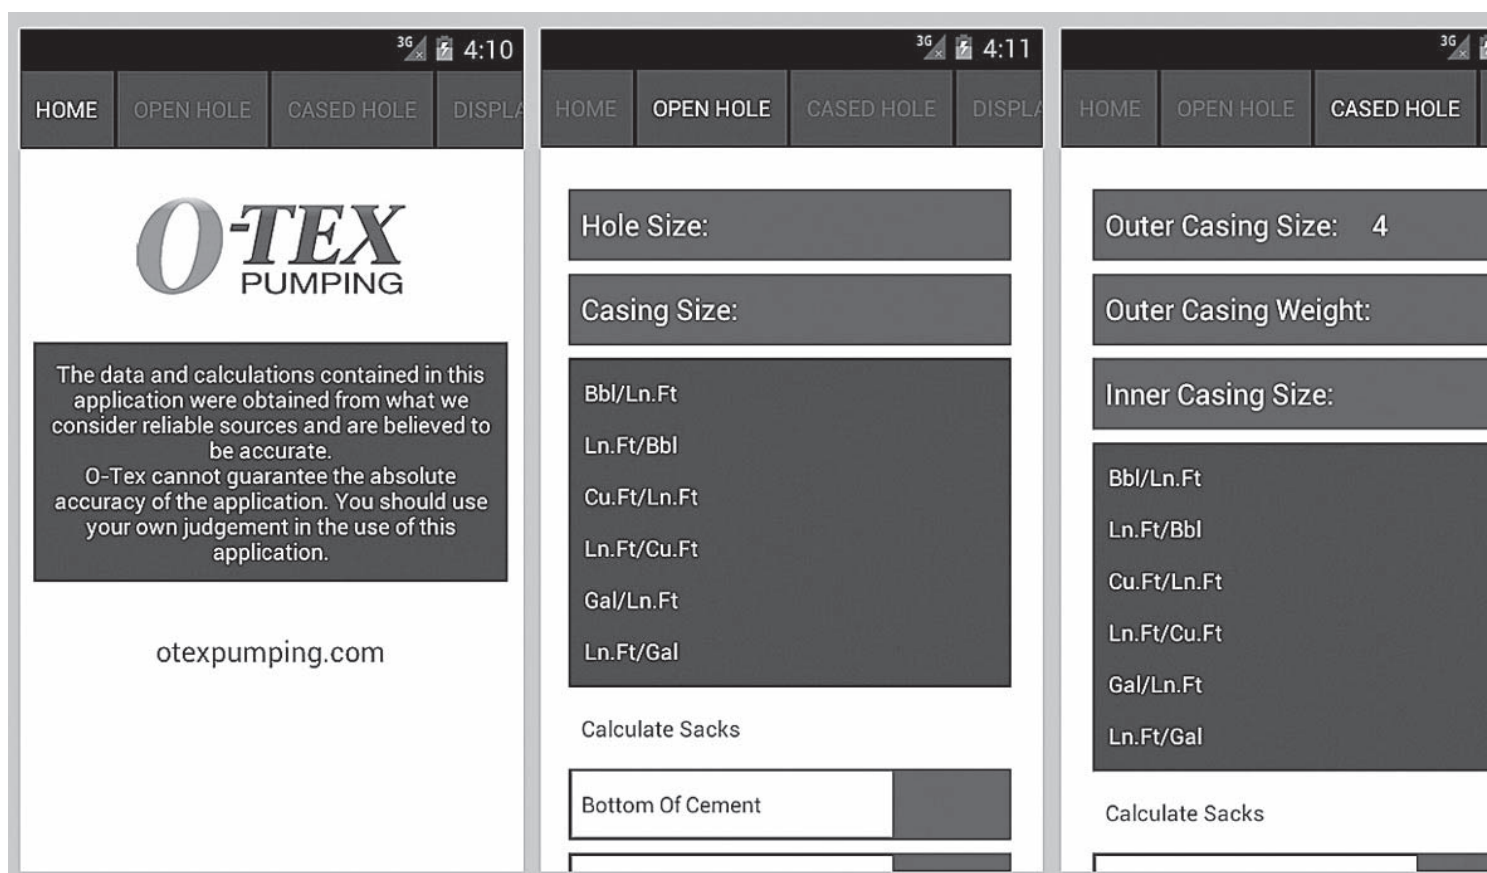 3G 4:10
HOME OPEN HOLE CASED HOLE DISPLA
O-TEX
PUMPING
The data and calculations contained in this
application were obtained from what we
consider reliable sources and are believed to
be accurate.
O-Tex cannot guarantee the absolute
accuracy of the application. You should use
your own judgement in the use of this
application.
otexpumping.com
3G 4:11
HOME OPEN HOLE CASED HOLE DISPLA
Hole Size:
Casing Size:
Bbl/Ln.Ft
Ln.Ft/Bbl
Cu.Ft/Ln.Ft
Ln.Ft/Cu.Ft
Gal/Ln.Ft
Ln.Ft/Gal
Calculate Sacks
Bottom Of Cement
3G
HOME OPEN HOLE CASED HOLE
Outer Casing Size: 4
Outer Casing Weight:
Inner Casing Size:
Bbl/Ln.Ft
Ln.Ft/Bbl
Cu.Ft/Ln.Ft
Ln.Ft/Cu.Ft
Gal/Ln.Ft
Ln.Ft/Gal
Calculate Sacks